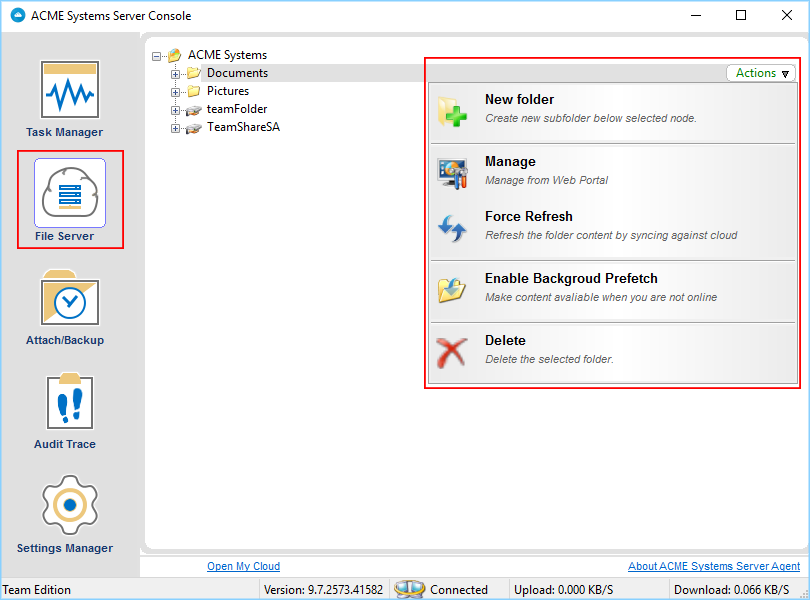 ACME Systems Server Console
Task Manager
File Server
Attach/Backup
Audit Trace
Settings Manager
ACME Systems
Documents
Pictures
teamFolder
TeamShareSA
Actions
New folder
Create new subfolder below selected node.
Manage
Manage from Web Portal
Force Refresh
Refresh the folder content by syncing against cloud
Enable Backgroud Prefetch
Make content avaliable when you are not online
Delete
Delete the selected folder.
Open My Cloud
About ACME Systems Server Agent
Team Edition
Version: 9.7.2573.41582
Connected
Upload: 0.000 KB/S
Download: 0.066 KB/S